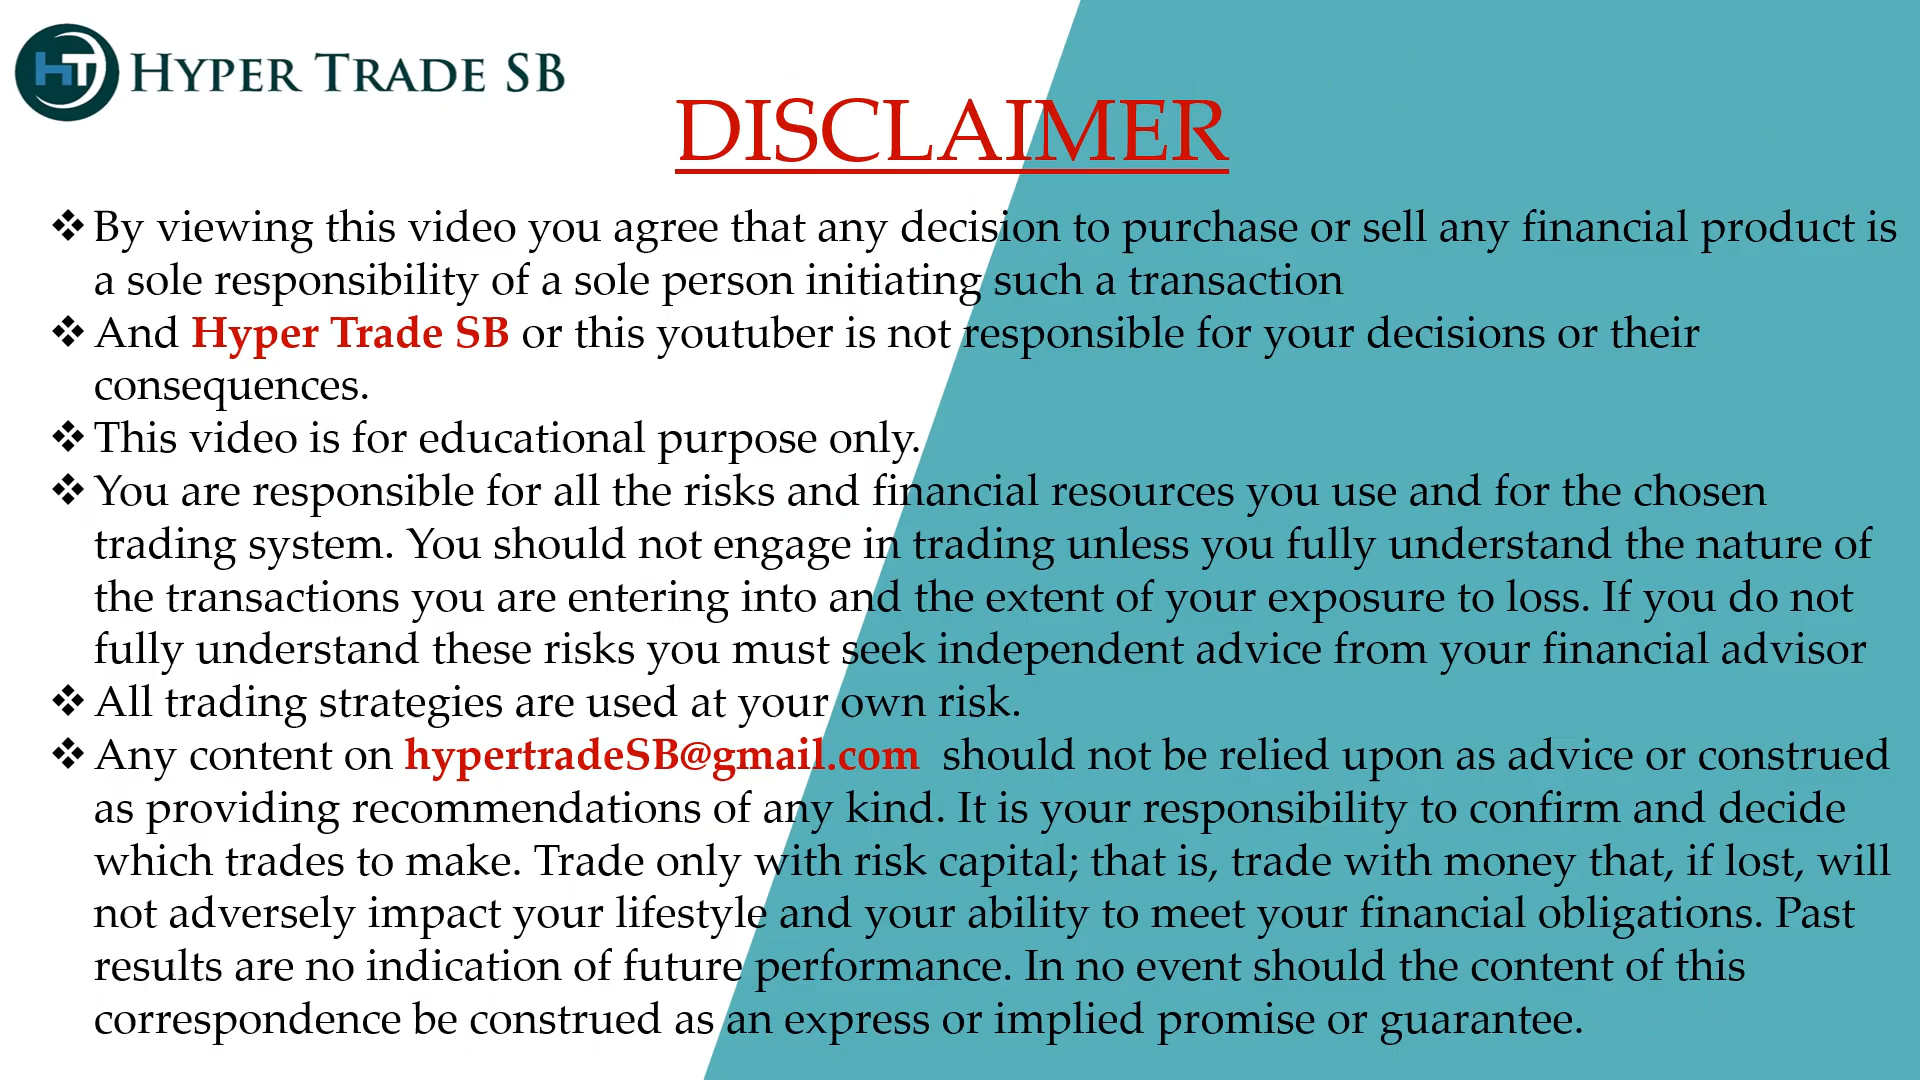 HT HYPER TRADE SB
DISCLAIMER
❖ By viewing this video you agree that any decision to purchase or sell any financial product is
a sole responsibility of a sole person initiating such a transaction
❖ And Hyper Trade SB or this youtuber is not responsible for your decisions or their
consequences.
❖ This video is for educational purpose only.
❖ You are responsible for all the risks and financial resources you use and for the chosen
trading system. You should not engage in trading unless you fully understand the nature of
the transactions you are entering into and the extent of your exposure to loss. If you do not
fully understand these risks you must seek independent advice from your financial advisor
❖ All trading strategies are used at your own risk.
❖ Any content on hypertradeSB@gmail.com should not be relied upon as advice or construed
as providing recommendations of any kind. It is your responsibility to confirm and decide
which trades to make. Trade only with risk capital; that is, trade with money that, if lost, will
not adversely impact your lifestyle and your ability to meet your financial obligations. Past
results are no indication of future performance. In no event should the content of this
correspondence be construed as an express or implied promise or guarantee.